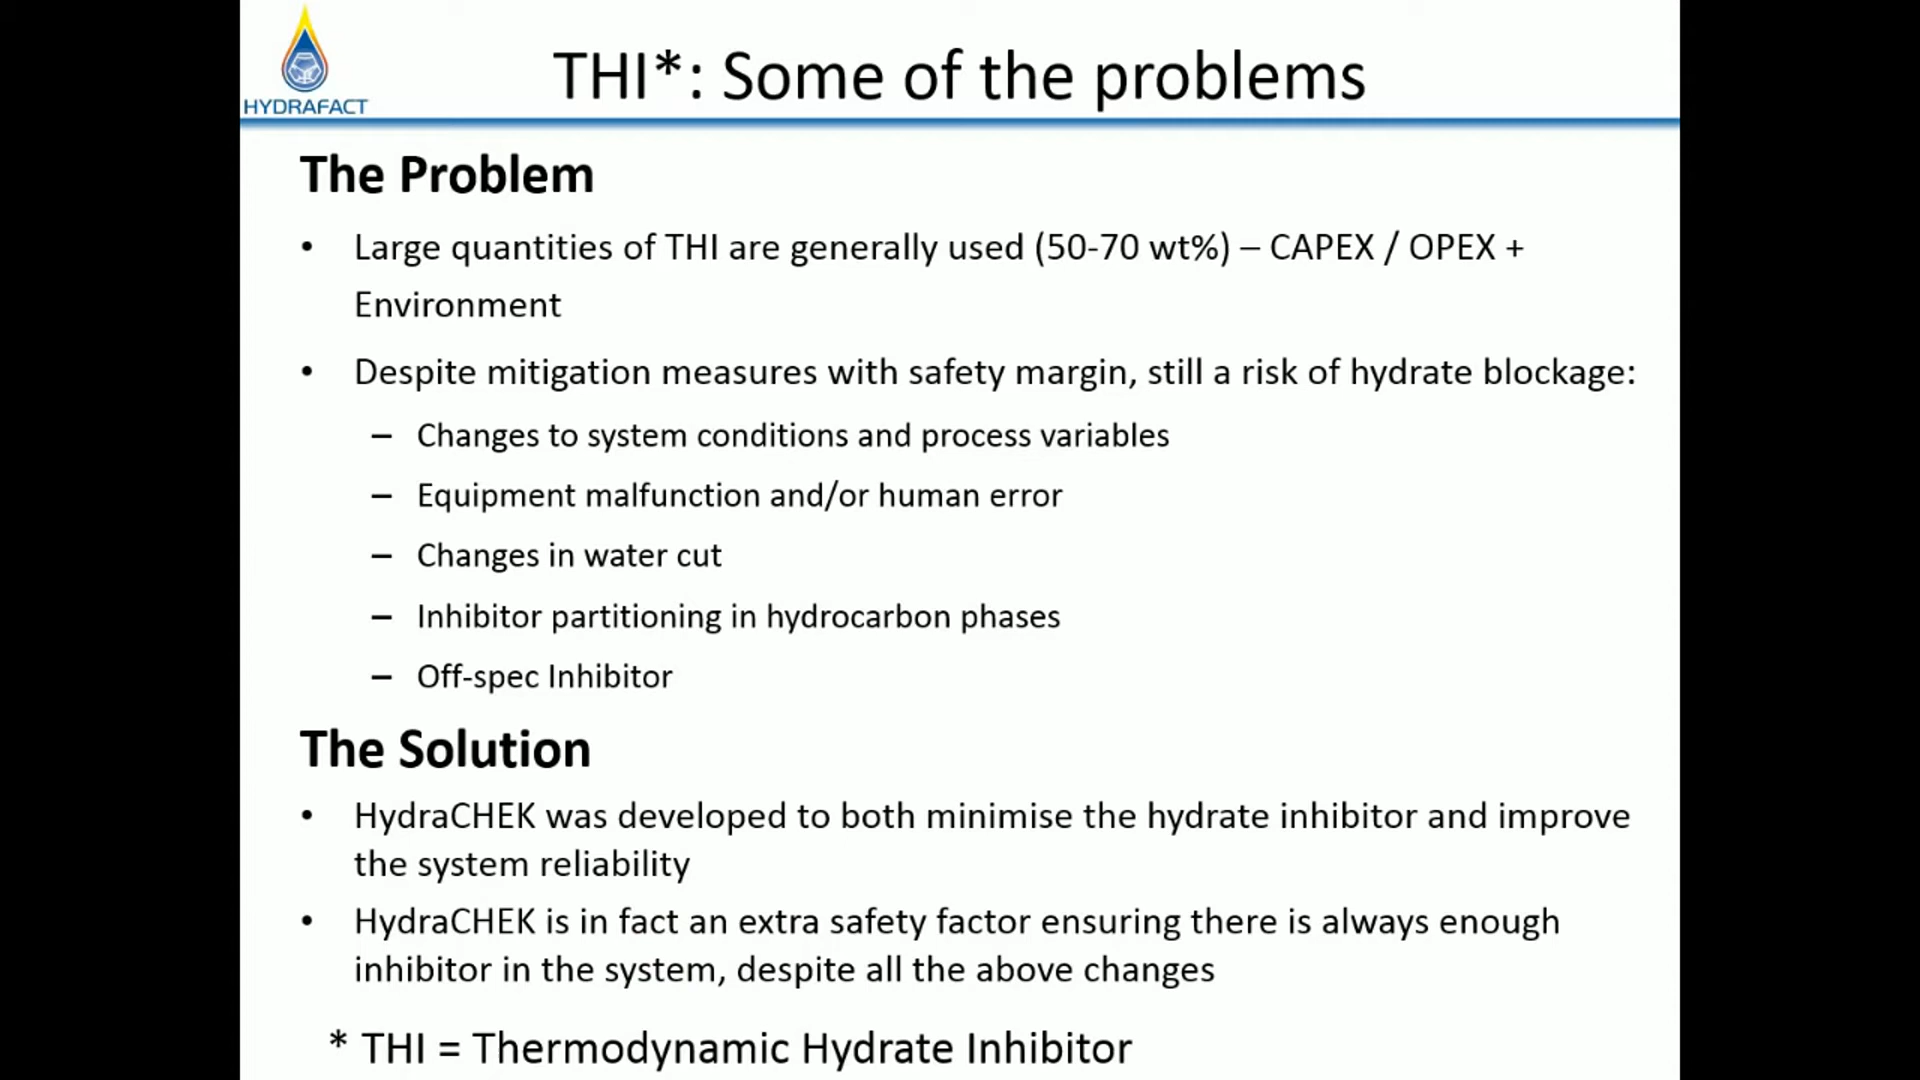 HYDRAFACT
THI*: Some of the problems
The Problem
• Large quantities of THI are generally used (50-70 wt%) – CAPEX / OPEX +
Environment
• Despite mitigation measures with safety margin, still a risk of hydrate blockage:
– Changes to system conditions and process variables
– Equipment malfunction and/or human error
– Changes in water cut
– Inhibitor partitioning in hydrocarbon phases
– Off-spec Inhibitor
The Solution
• HydraCHEK was developed to both minimise the hydrate inhibitor and improve
the system reliability
• HydraCHEK is in fact an extra safety factor ensuring there is always enough
inhibitor in the system, despite all the above changes
* THI = Thermodynamic Hydrate Inhibitor